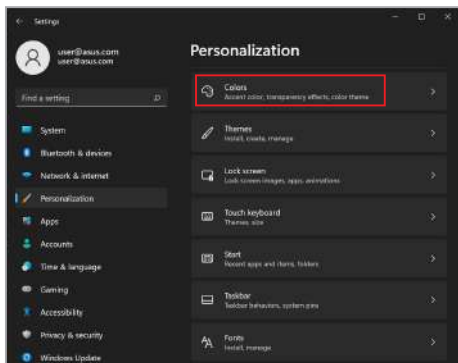 Settings
user@asus.com
user@asus.com
Find a setting
System
Bluetooth & devices
Network & internet
Personalization
Apps
Accounts
Time & language
Gaming
Accessibility
Privacy & security
Windows Update
Personalization
Colors
Accent color, transparency effects, color theme
Themes
Install, create, manage
Lock screen
Lock screen images, apps, animations
Touch keyboard
Themes, size
Start
Recent apps and items, folders
Taskbar
Taskbar behaviors, system pins
Fonts
Install, manage